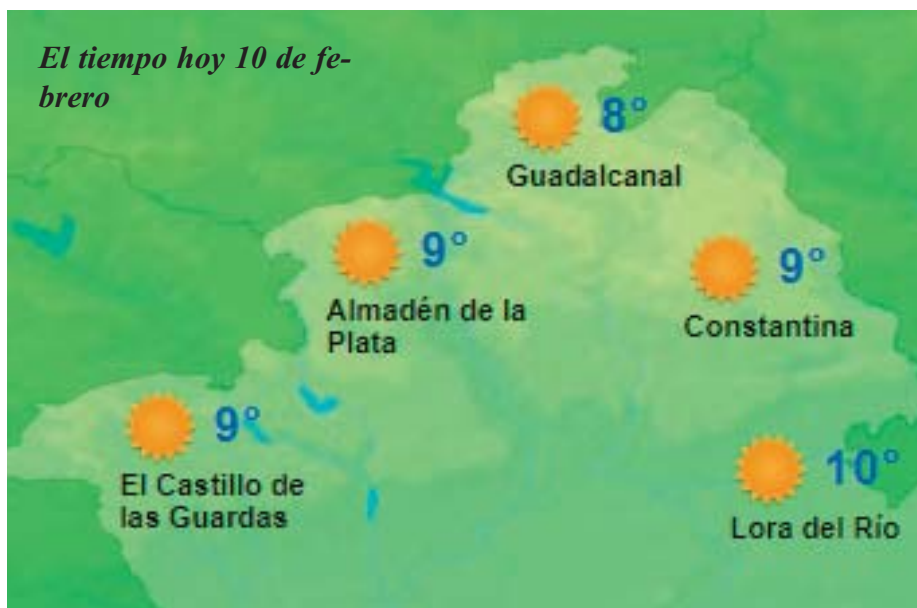 El tiempo hoy 10 de fe-
brero
8°
Guadalcanal
9°
Almadén de la
Plata
9°
Constantina
9°
El Castillo de
las Guardas
10°
Lora del Río